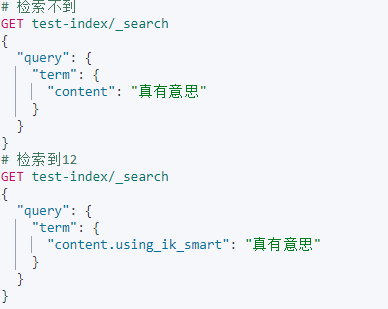 # 检索不到
GET test-index/_search
{
  "query": {
    "term": {
      "content": "真有意思"
    }
  }
}
# 检索到12
GET test-index/_search
{
  "query": {
    "term": {
      "content.using_ik_smart": "真有意思"
    }
  }
}